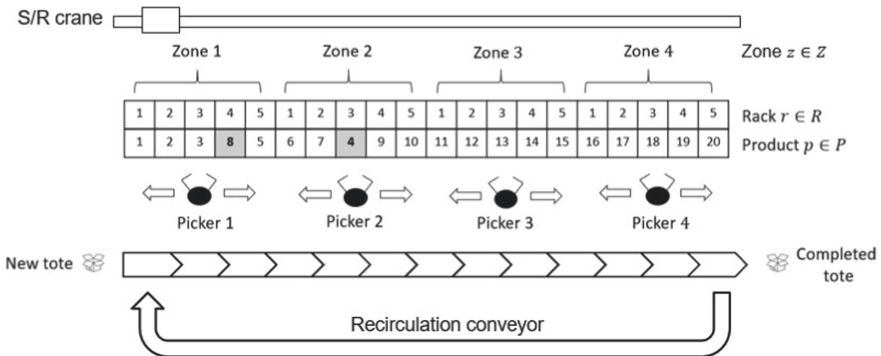 S/R crane
Zone 1 Zone 2 Zone 3 Zone 4 Zone z ∈ Z
1 2 3 4 5 1 2 3 4 5 1 2 3 4 5 1 2 3 4 5 Rack r ∈ R
1 2 3 8 5 6 7 4 9 10 11 12 13 14 15 16 17 18 19 20 Product p ∈ P
Picker 1 Picker 2 Picker 3 Picker 4
New tote Completed
tote
Recirculation conveyor